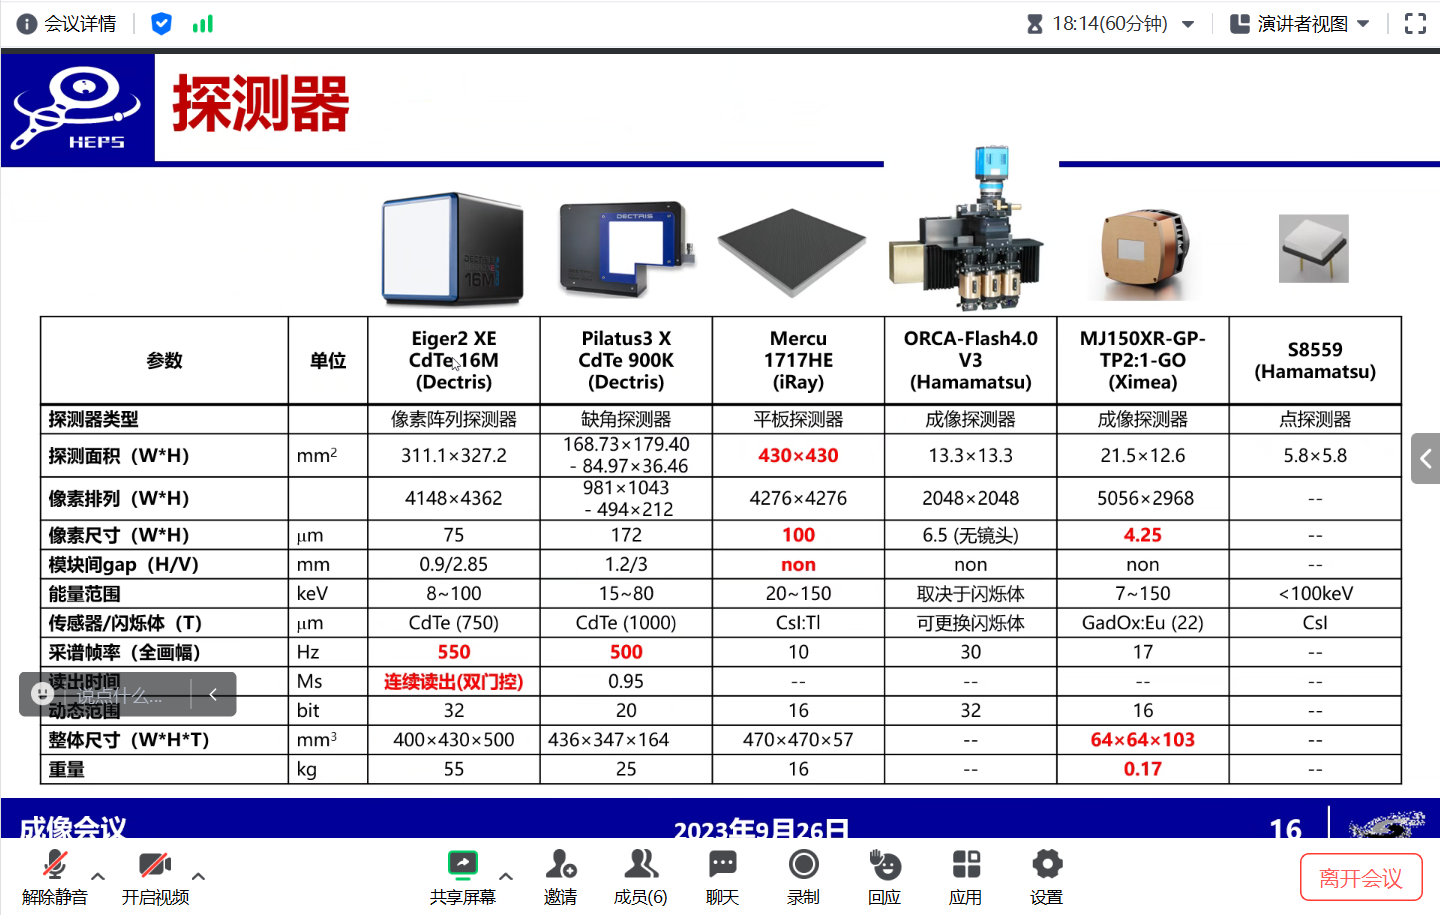 会议详情
18:14(60分钟)
演讲者视图
HEPS
探测器
DECTRIS
16M
参数 单位 Eiger2 XE CdTe 16M (Dectris) Pilatus3 X CdTe 900K (Dectris) Mercu 1717HE (iRay) ORCA-Flash4.0 V3 (Hamamatsu) MJ150XR-GP-TP2:1-GO (Ximea) S8559 (Hamamatsu)
探测器类型 像素阵列探测器 缺角探测器 平板探测器 成像探测器 成像探测器 点探测器
探测面积（W*H） mm² 311.1×327.2 168.73×179.40 - 84.97×36.46 430×430 13.3×13.3 21.5×12.6 5.8×5.8
像素排列（W*H） 4148×4362 981×1043 - 494×212 4276×4276 2048×2048 5056×2968 --
像素尺寸（W*H） μm 75 172 100 6.5 (无镜头) 4.25 --
模块间gap（H/V） mm 0.9/2.85 1.2/3 non non non --
能量范围 keV 8~100 15~80 20~150 取决于闪烁体 7~150 <100keV
传感器/闪烁体（T） μm CdTe (750) CdTe (1000) CsI:Tl 可更换闪烁体 GadOx:Eu (22) CsI
采谱帧率（全画幅） Hz 550 500 10 30 17 --
读出时间 Ms 连续读出(双门控) 0.95 -- -- -- --
说点什么...
动态范围 bit 32 20 16 32 16 --
整体尺寸（W*H*T） mm³ 400×430×500 436×347×164 470×470×57 -- 64×64×103 --
重量 kg 55 25 16 -- 0.17 --
成像会议 2023年9月26日 16
解除静音 开启视频 共享屏幕 邀请 成员(6) 聊天 录制 回应 应用 设置 离开会议